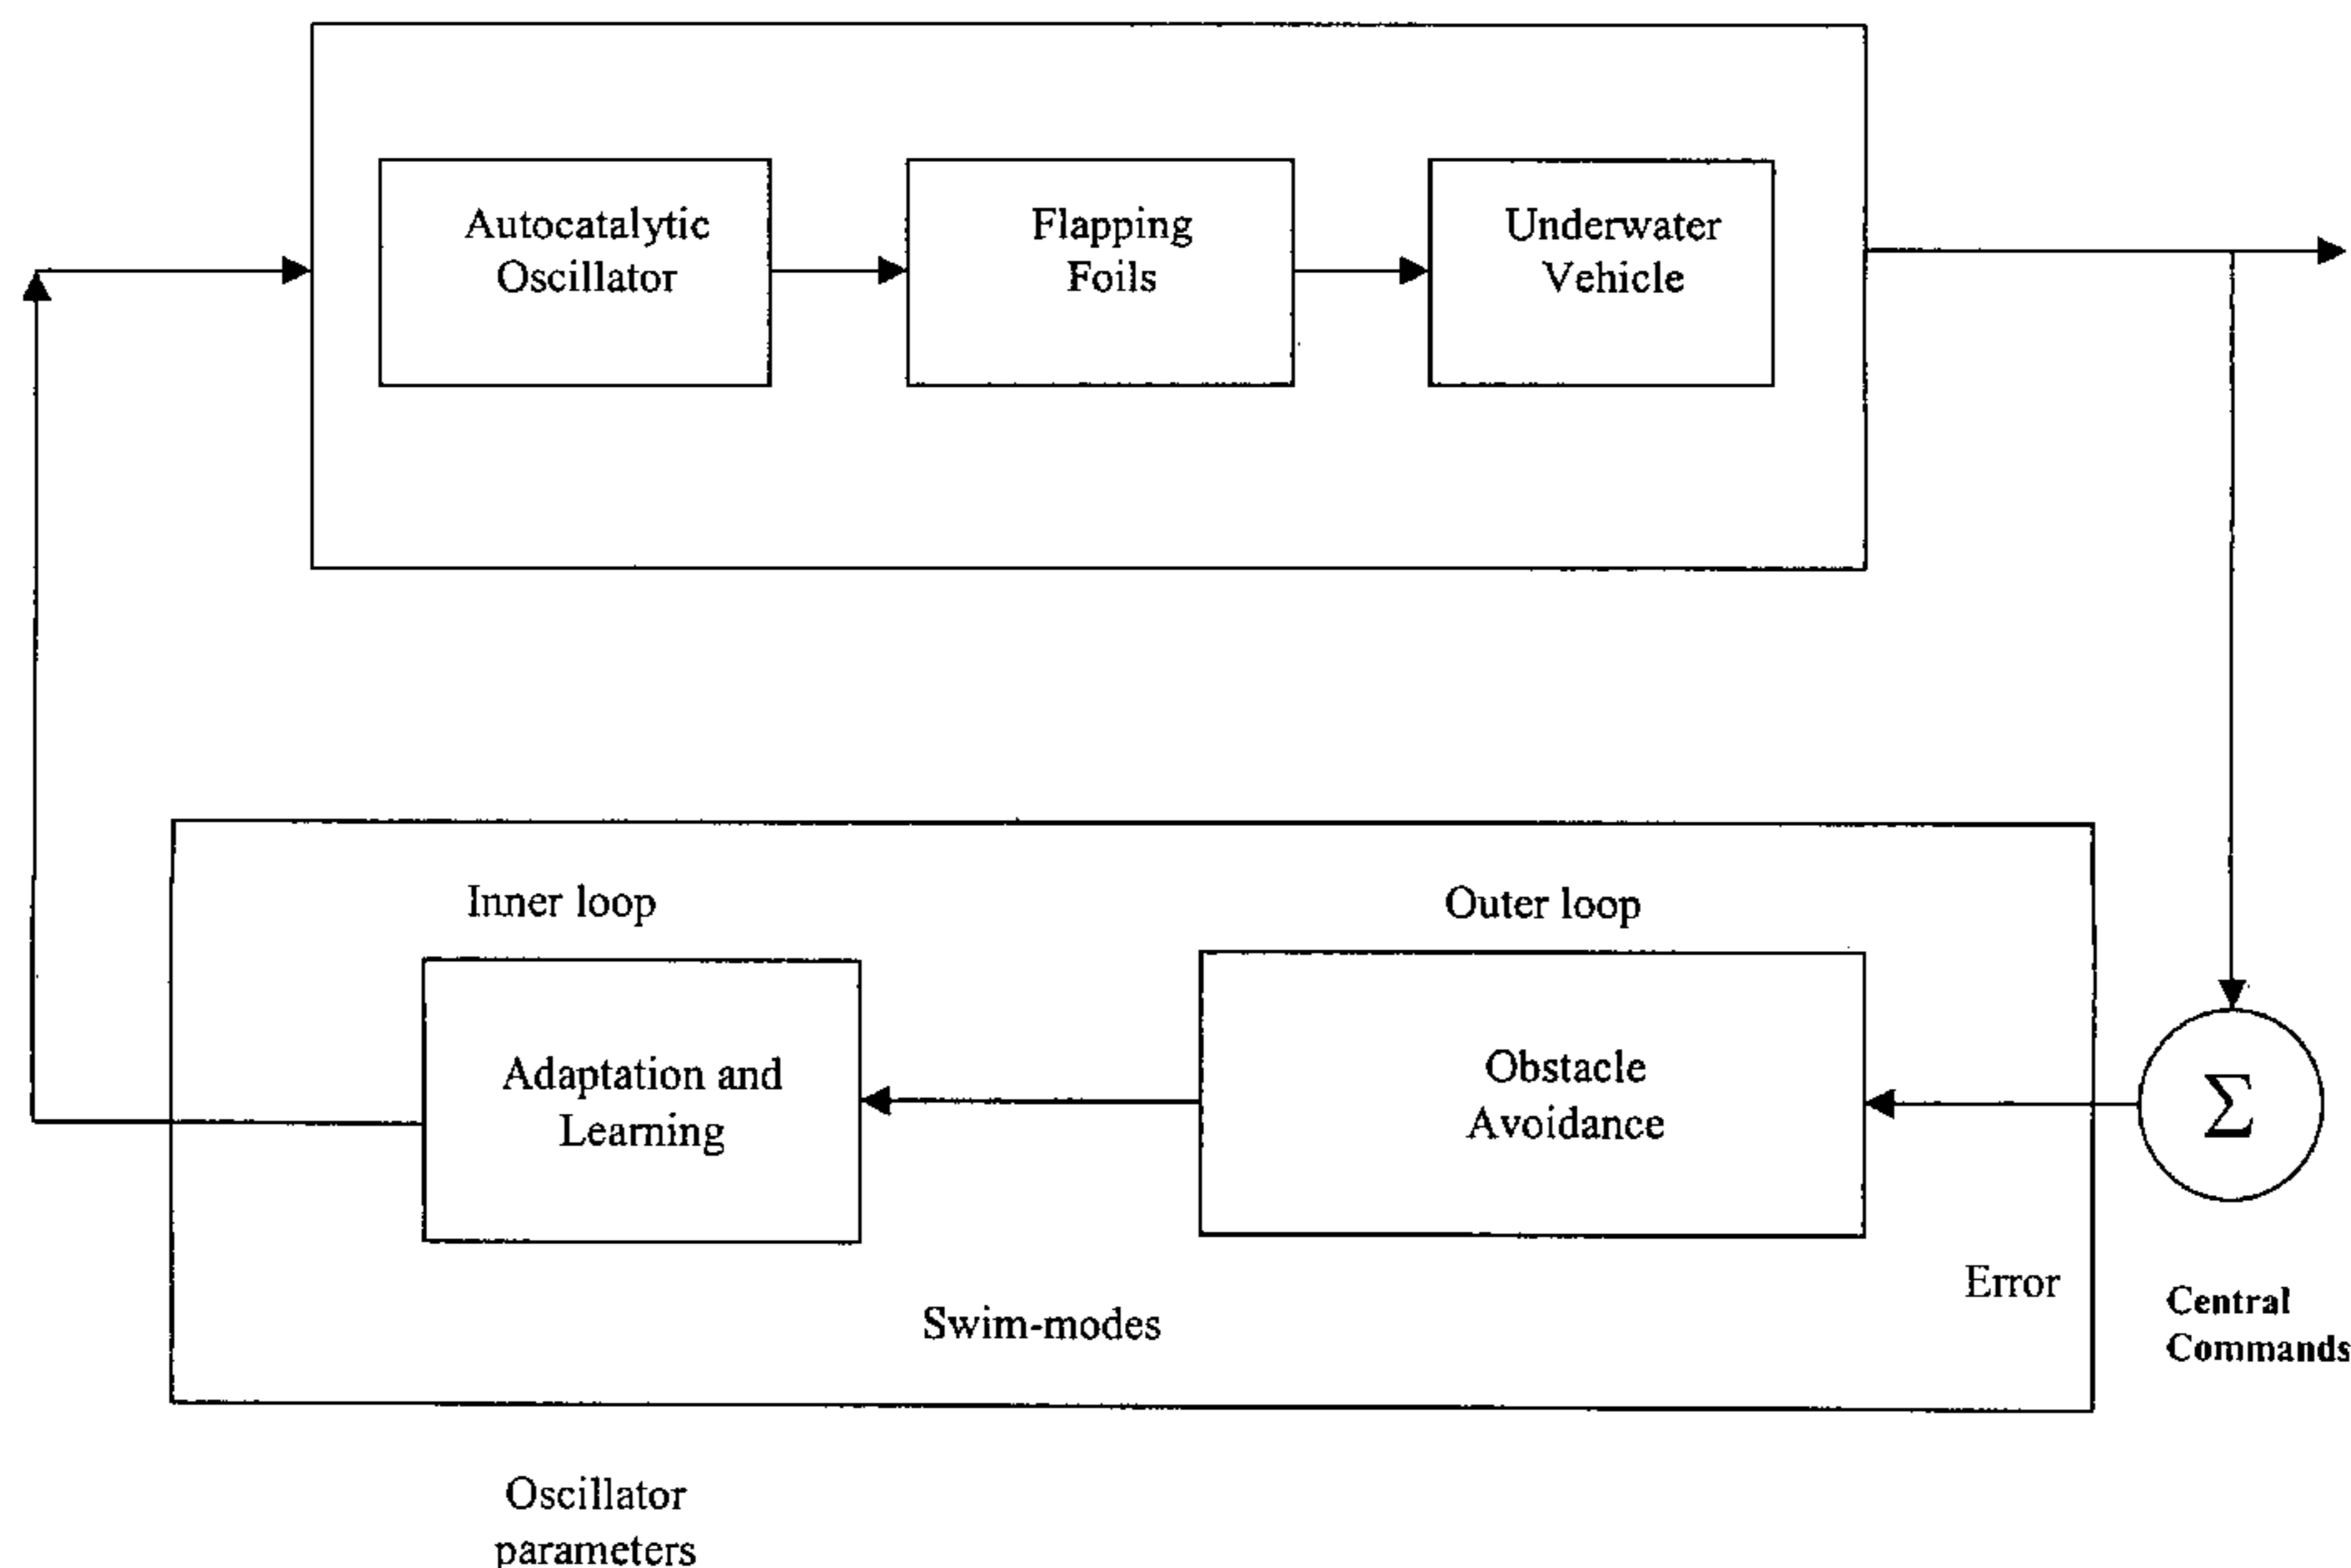 Autocatalytic
Oscillator
Flapping
Foils
Underwater
Vehicle
Inner loop
Outer loop
Adaptation and
Learning
Obstacle
Avoidance
Σ
Error
Swim-modes
Central
Commands
Oscillator
parameters